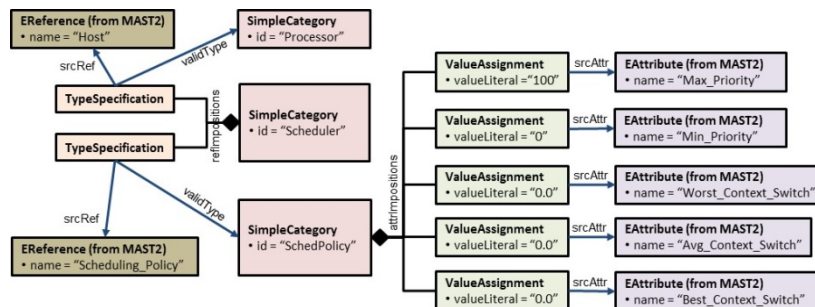 EReference (from MAST2)
• name = “Host”
SimpleCategory
• id = “Processor”
srcRef
validType
TypeSpecification
TypeSpecification
refImpositions
SimpleCategory
• id = “Scheduler”
srcRef
validType
EReference (from MAST2)
• name = “Scheduling_Policy”
SimpleCategory
• id = “SchedPolicy”
attrImpositions
ValueAssignment
• valueLiteral =“100”
srcAttr
EAttribute (from MAST2)
• name = “Max_Priority”
ValueAssignment
• valueLiteral =“0”
srcAttr
EAttribute (from MAST2)
• name = “Min_Priority”
ValueAssignment
• valueLiteral = “0.0”
srcAttr
EAttribute (from MAST2)
• name = “Worst_Context_Switch”
ValueAssignment
• valueLiteral = “0.0”
srcAttr
EAttribute (from MAST2)
• name = “Avg_Context_Switch”
ValueAssignment
• valueLiteral = “0.0”
srcAttr
EAttribute (from MAST2)
• name = “Best_Context_Switch”